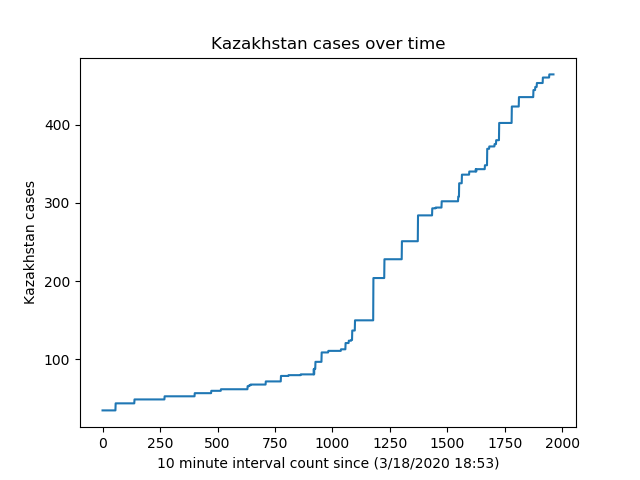 Kazakhstan cases over time
Kazakhstan cases
400
300
200
100
0 250 500 750 1000 1250 1500 1750 2000
10 minute interval count since (3/18/2020 18:53)